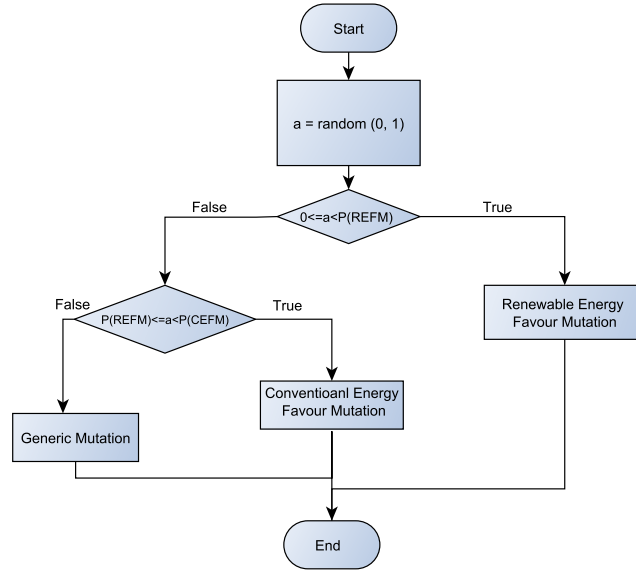 Start
a = random (0, 1)
0<=a<P(REFM)
False
True
P(REFM)<=a<P(CEFM)
False
True
Renewable Energy
Favour Mutation
Conventioanl Energy
Favour Mutation
Generic Mutation
End